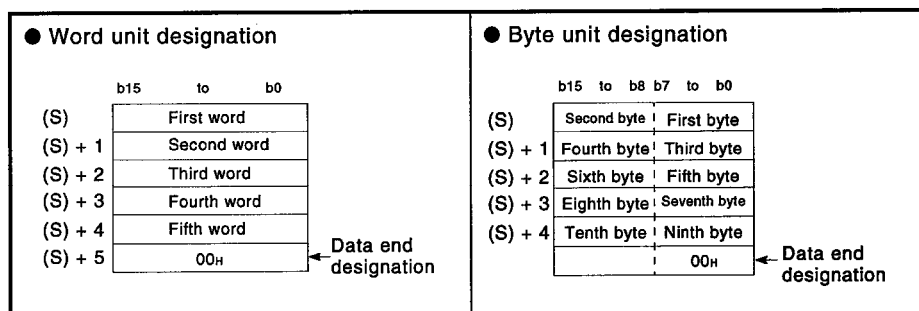 ● Word unit designation
b15 to b0
(S) First word
(S) + 1 Second word
(S) + 2 Third word
(S) + 3 Fourth word
(S) + 4 Fifth word
(S) + 5 00H Data end designation
● Byte unit designation
b15 to b8 b7 to b0
(S) Second byte First byte
(S) + 1 Fourth byte Third byte
(S) + 2 Sixth byte Fifth byte
(S) + 3 Eighth byte Seventh byte
(S) + 4 Tenth byte Ninth byte
00H Data end designation